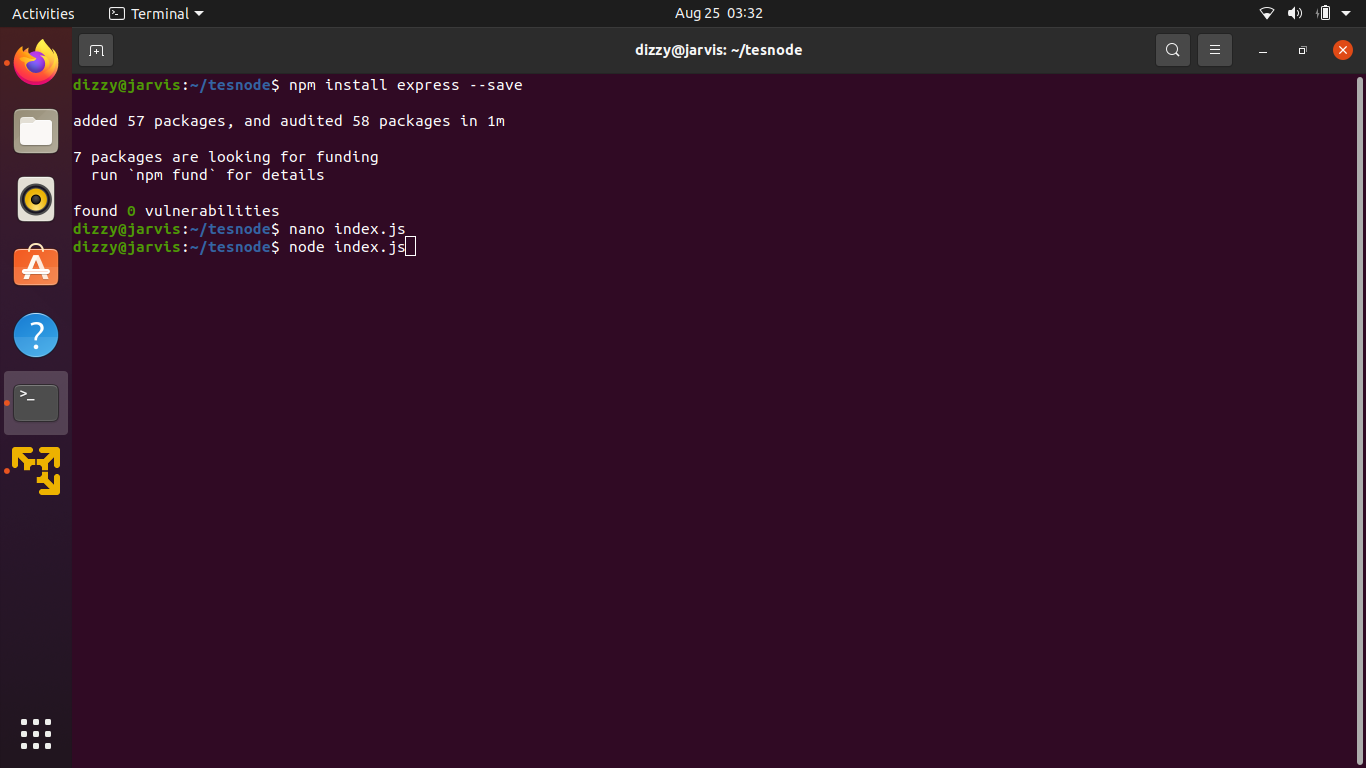 Activities
Terminal
Aug 25 03:32
dizzy@jarvis: ~/tesnode
dizzy@jarvis:~/tesnode$ npm install express --save
added 57 packages, and audited 58 packages in 1m
7 packages are looking for funding
run `npm fund` for details
found 0 vulnerabilities
dizzy@jarvis:~/tesnode$ nano index.js
dizzy@jarvis:~/tesnode$ node index.js